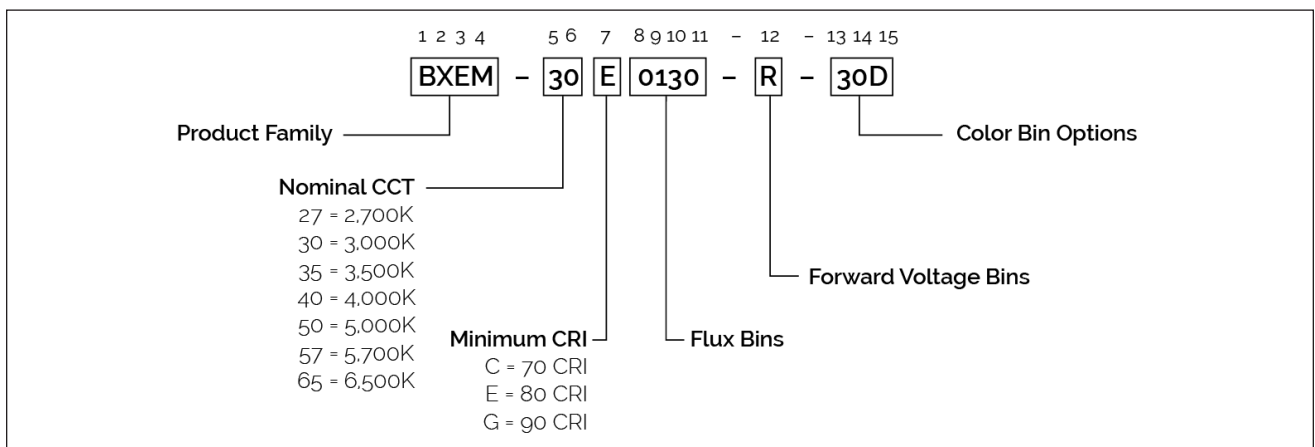 1 2 3 4 5 6 7 8 9 10 11 – 12 – 13 14 15
BXEM – 30 E 0130 – R – 30D
Product Family
Color Bin Options
Nominal CCT
27 = 2,700K
30 = 3,000K
35 = 3,500K
40 = 4,000K
50 = 5,000K
57 = 5,700K
65 = 6,500K
Forward Voltage Bins
Minimum CRI
C = 70 CRI
E = 80 CRI
G = 90 CRI
Flux Bins